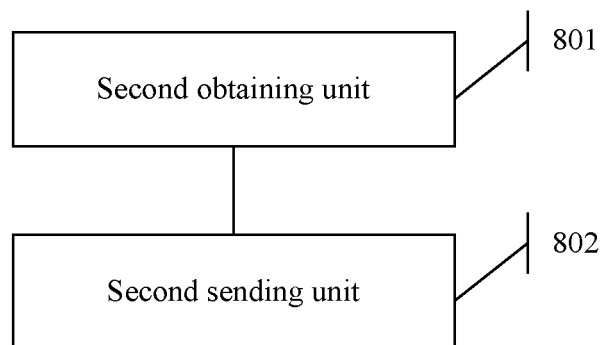 Second obtaining unit
801
Second sending unit
802